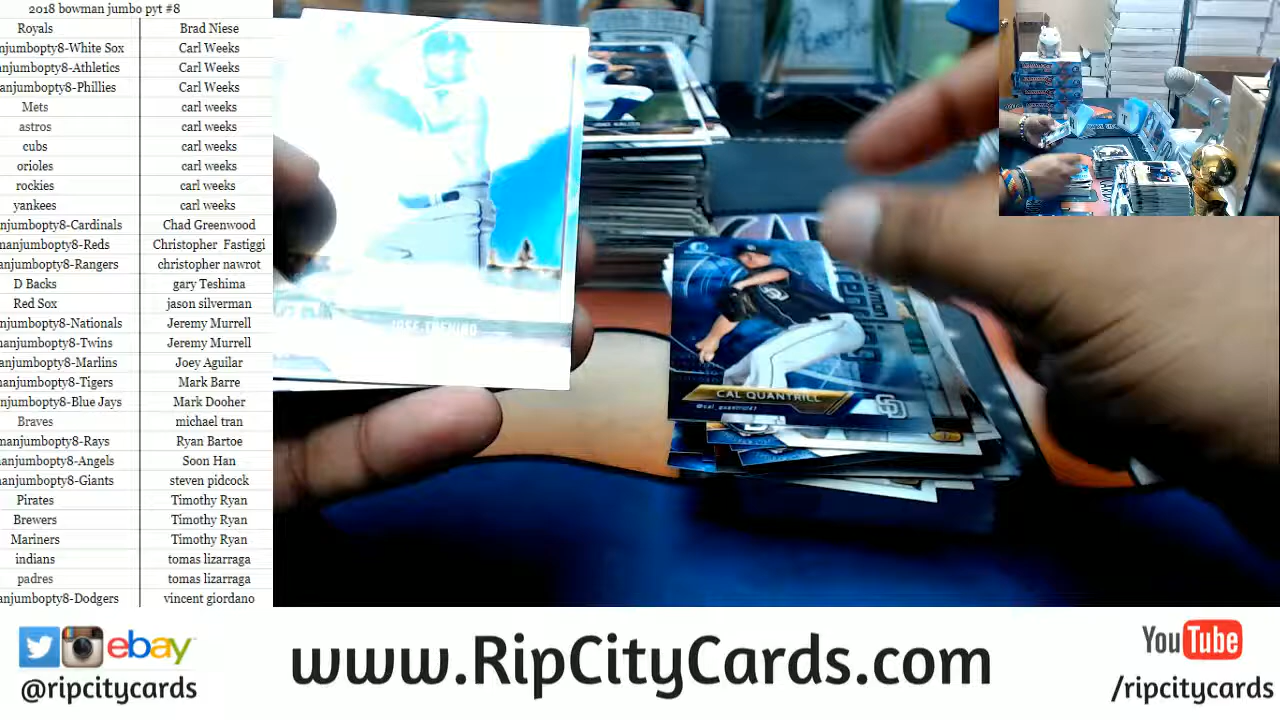 2018 bowman jumbo pyt #8
Royals Brad Niese
anjumbopty8-White Sox Carl Weeks
anjumbopty8-Athletics Carl Weeks
anjumbopty8-Phillies Carl Weeks
Mets carl weeks
astros carl weeks
cubs carl weeks
orioles carl weeks
rockies carl weeks
yankees carl weeks
anjumbopty8-Cardinals Chad Greenwood
manjumbopty8-Reds Christopher Fastiggi
anjumbopty8-Rangers christopher nawrot
D Backs gary Teshima
Red Sox jason silverman
anjumbopty8-Nationals Jeremy Murrell
manjumbopty8-Twins Jeremy Murrell
anjumbopty8-Marlins Joey Aguilar
manjumbopty8-Tigers Mark Barre
njumbopty8-Blue Jays Mark Dooher
Braves michael tran
manjumbopty8-Rays Ryan Bartoe
manjumbopty8-Angels Soon Han
manjumbopty8-Giants steven pidcock
Pirates Timothy Ryan
Brewers Timothy Ryan
Mariners Timothy Ryan
indians tomas lizarraga
padres tomas lizarraga
anjumbopty8-Dodgers vincent giordano
CAL QUANTRILL
SD
ebay
@ripcitycards
www.RipCityCards.com
YouTube
/ripcitycards